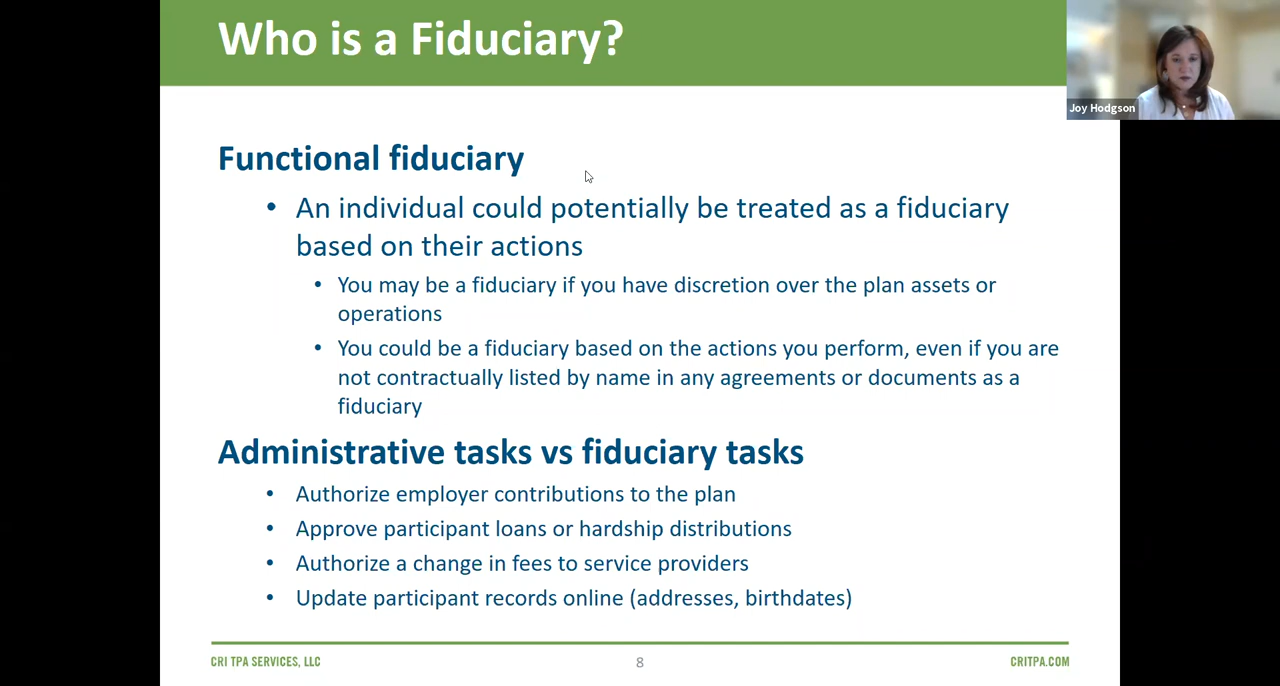 Who is a Fiduciary?
Joy Hodgson
Functional fiduciary
• An individual could potentially be treated as a fiduciary
based on their actions
• You may be a fiduciary if you have discretion over the plan assets or
operations
• You could be a fiduciary based on the actions you perform, even if you are
not contractually listed by name in any agreements or documents as a
fiduciary
Administrative tasks vs fiduciary tasks
• Authorize employer contributions to the plan
• Approve participant loans or hardship distributions
• Authorize a change in fees to service providers
• Update participant records online (addresses, birthdates)
CRI TPA SERVICES, LLC
8
CRITPA.COM